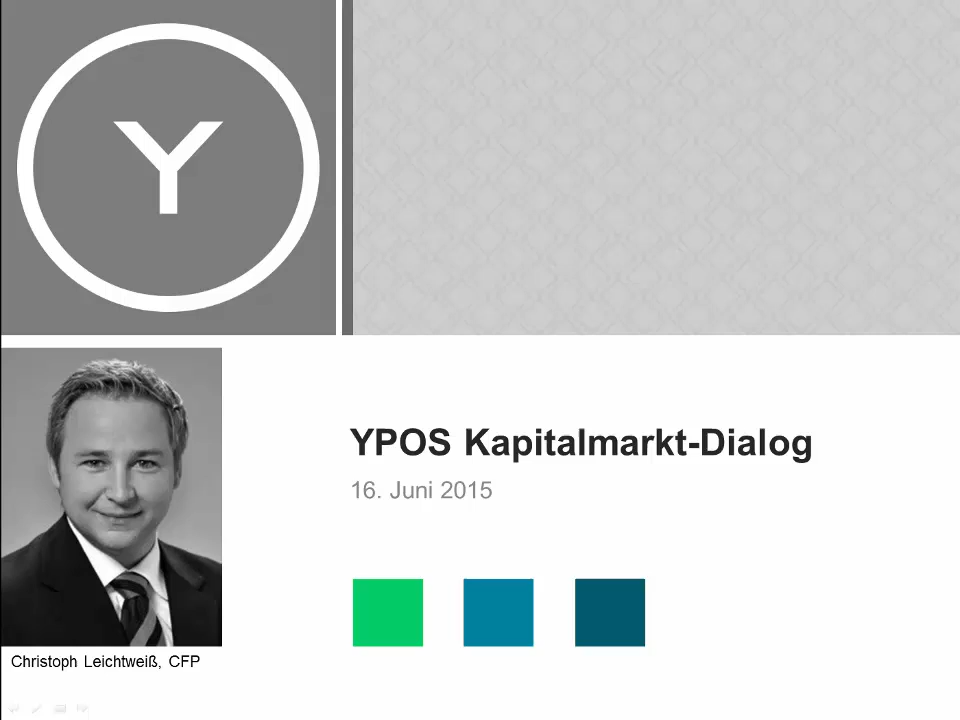 Y
YPOS Kapitalmarkt-Dialog
16. Juni 2015
Christoph Leichtweiß, CFP